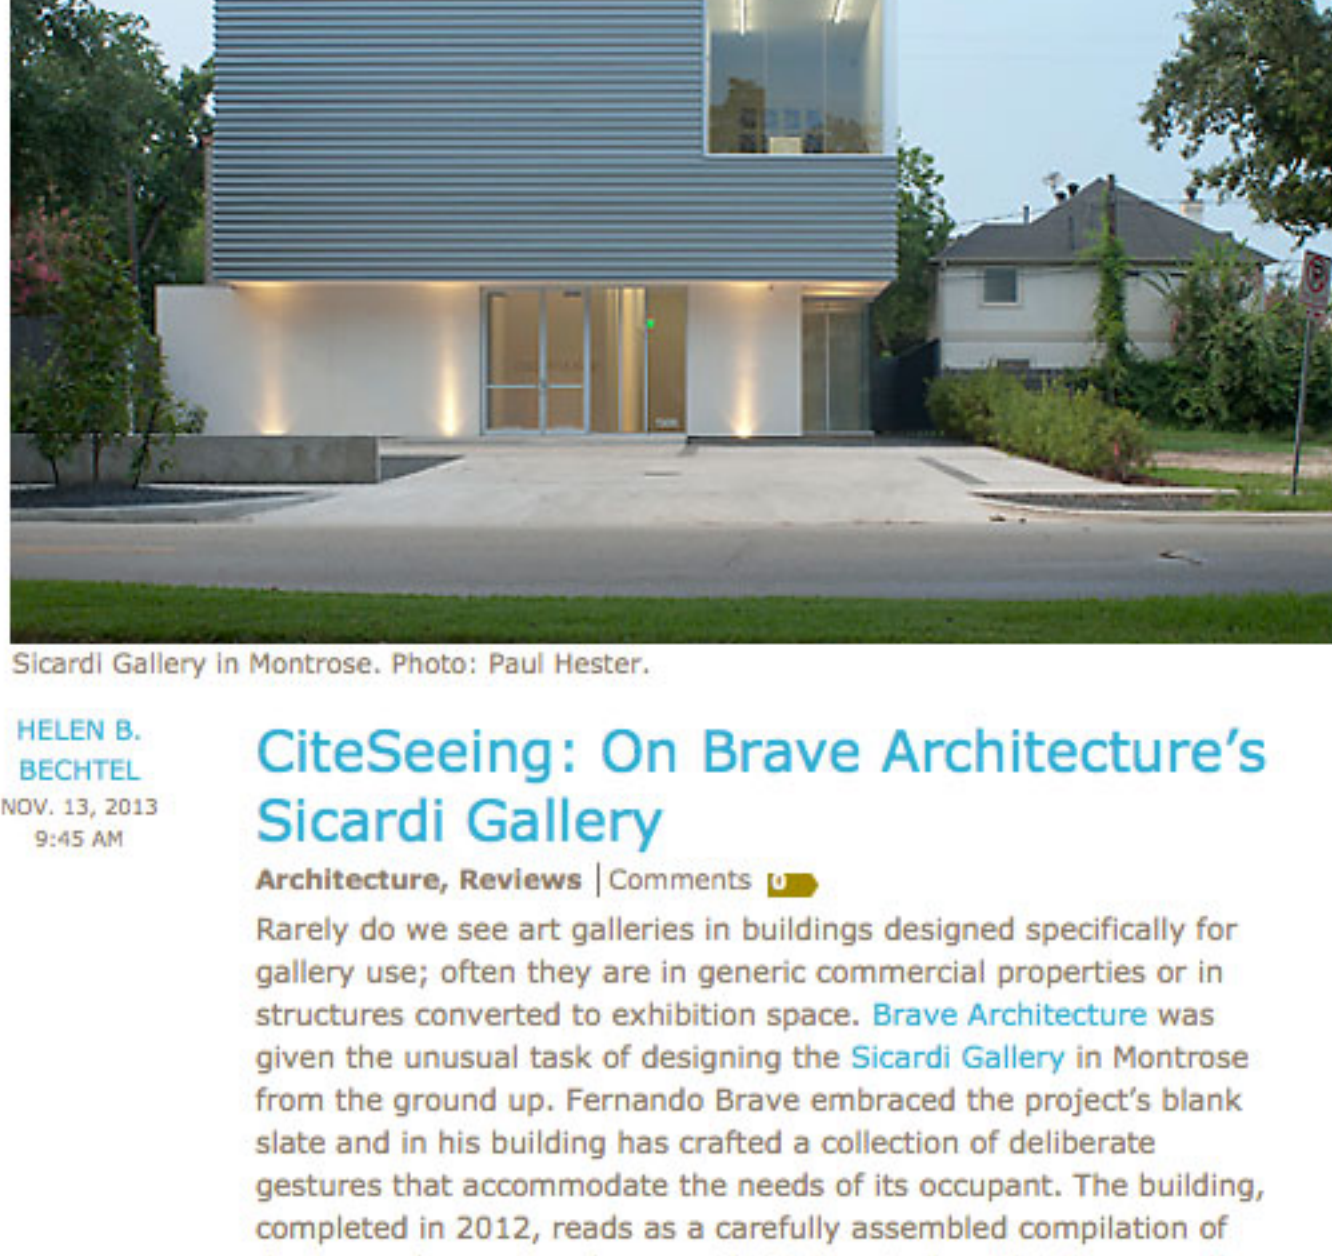 Sicardi Gallery in Montrose. Photo: Paul Hester.
HELEN B.
BECHTEL
NOV. 13, 2013
9:45 AM
CiteSeeing: On Brave Architecture’s
Sicardi Gallery
Architecture, Reviews | Comments 0
Rarely do we see art galleries in buildings designed specifically for
gallery use; often they are in generic commercial properties or in
structures converted to exhibition space. Brave Architecture was
given the unusual task of designing the Sicardi Gallery in Montrose
from the ground up. Fernando Brave embraced the project’s blank
slate and in his building has crafted a collection of deliberate
gestures that accommodate the needs of its occupant. The building,
completed in 2012, reads as a carefully assembled compilation of